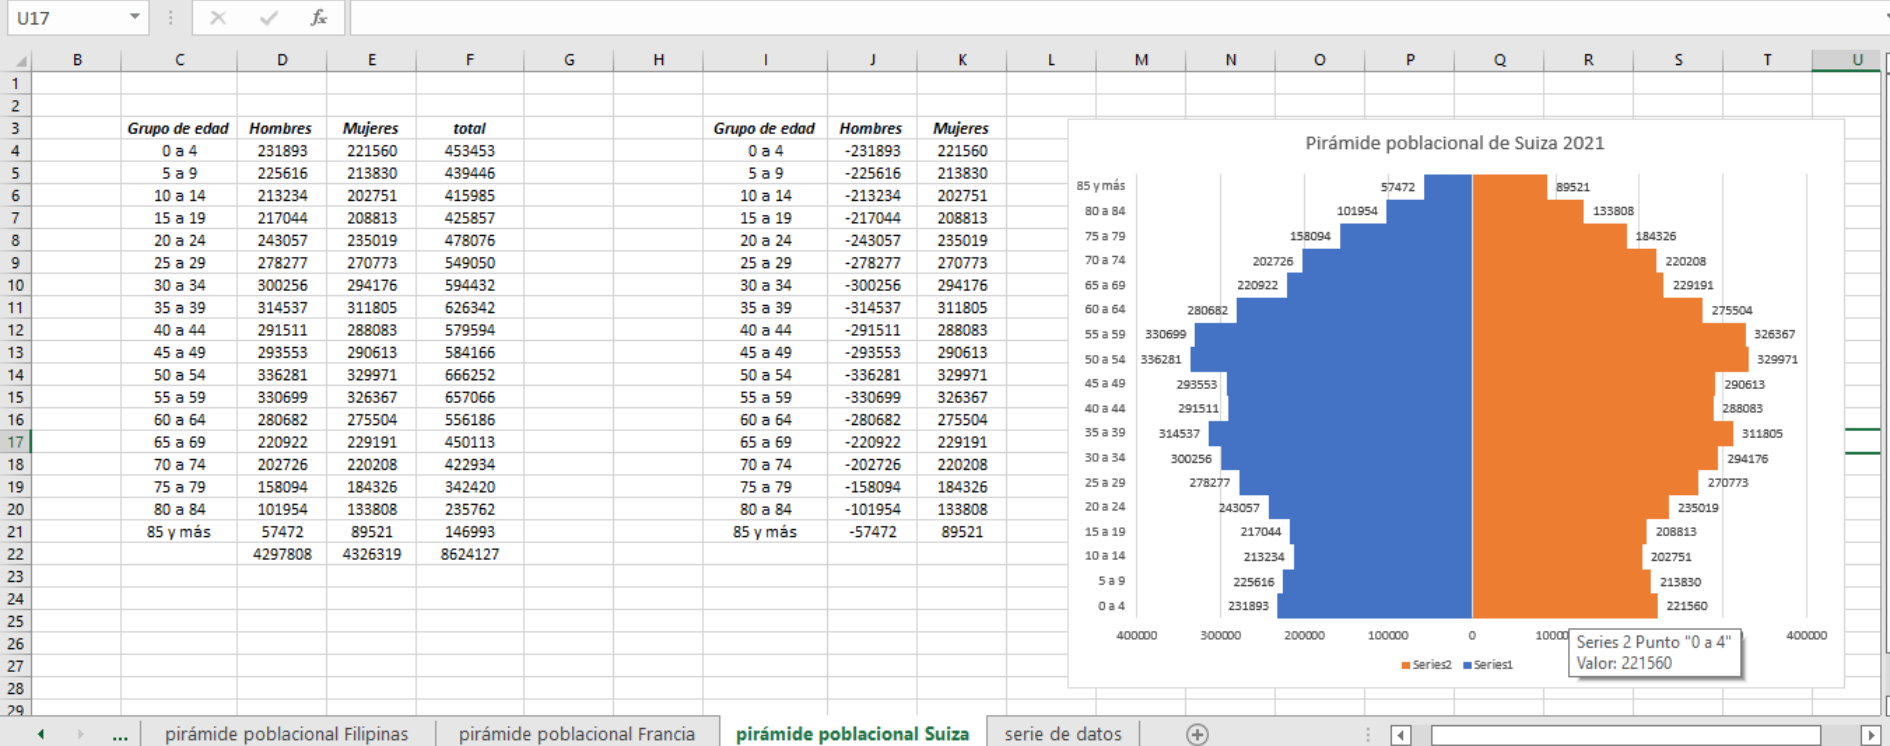 U17 fx
B C D E F G H I J K L M N O P Q R S T U
1
2
3 Grupo de edad Hombres Mujeres total Grupo de edad Hombres Mujeres
4 0 a 4 231893 221560 453453 0 a 4 -231893 221560
5 5 a 9 225616 213830 439446 5 a 9 -225616 213830
6 10 a 14 213234 202751 415985 10 a 14 -213234 202751
7 15 a 19 217044 208813 425857 15 a 19 -217044 208813
8 20 a 24 243057 235019 478076 20 a 24 -243057 235019
9 25 a 29 278277 270773 549050 25 a 29 -278277 270773
10 30 a 34 300256 294176 594432 30 a 34 -300256 294176
11 35 a 39 314537 311805 626342 35 a 39 -314537 311805
12 40 a 44 291511 288083 579594 40 a 44 -291511 288083
13 45 a 49 293553 290613 584166 45 a 49 -293553 290613
14 50 a 54 336281 329971 666252 50 a 54 -336281 329971
15 55 a 59 330699 326367 657066 55 a 59 -330699 326367
16 60 a 64 280682 275504 556186 60 a 64 -280682 275504
17 65 a 69 220922 229191 450113 65 a 69 -220922 229191
18 70 a 74 202726 220208 422934 70 a 74 -202726 220208
19 75 a 79 158094 184326 342420 75 a 79 -158094 184326
20 80 a 84 101954 133808 235762 80 a 84 -101954 133808
21 85 y más 57472 89521 146993 85 y más -57472 89521
22 4297808 4326319 8624127
23
24
25
26
27
28
29
Pirámide poblacional de Suiza 2021
85 y más 57472 89521
80 a 84 101954 133808
75 a 79 158094 184326
70 a 74 202726 220208
65 a 69 220922 229191
60 a 64 280682 275504
55 a 59 330699 326367
50 a 54 336281 329971
45 a 49 293553 290613
40 a 44 291511 288083
35 a 39 314537 311805
30 a 34 300256 294176
25 a 29 278277 270773
20 a 24 243057 235019
15 a 19 217044 208813
10 a 14 213234 202751
5 a 9 225616 213830
0 a 4 231893 221560
400000 300000 200000 100000 0 400000
Series2 Series1
Series 2 Punto "0 a 4"
Valor: 221560
... pirámide poblacional Filipinas pirámide poblacional Francia pirámide poblacional Suiza serie de datos